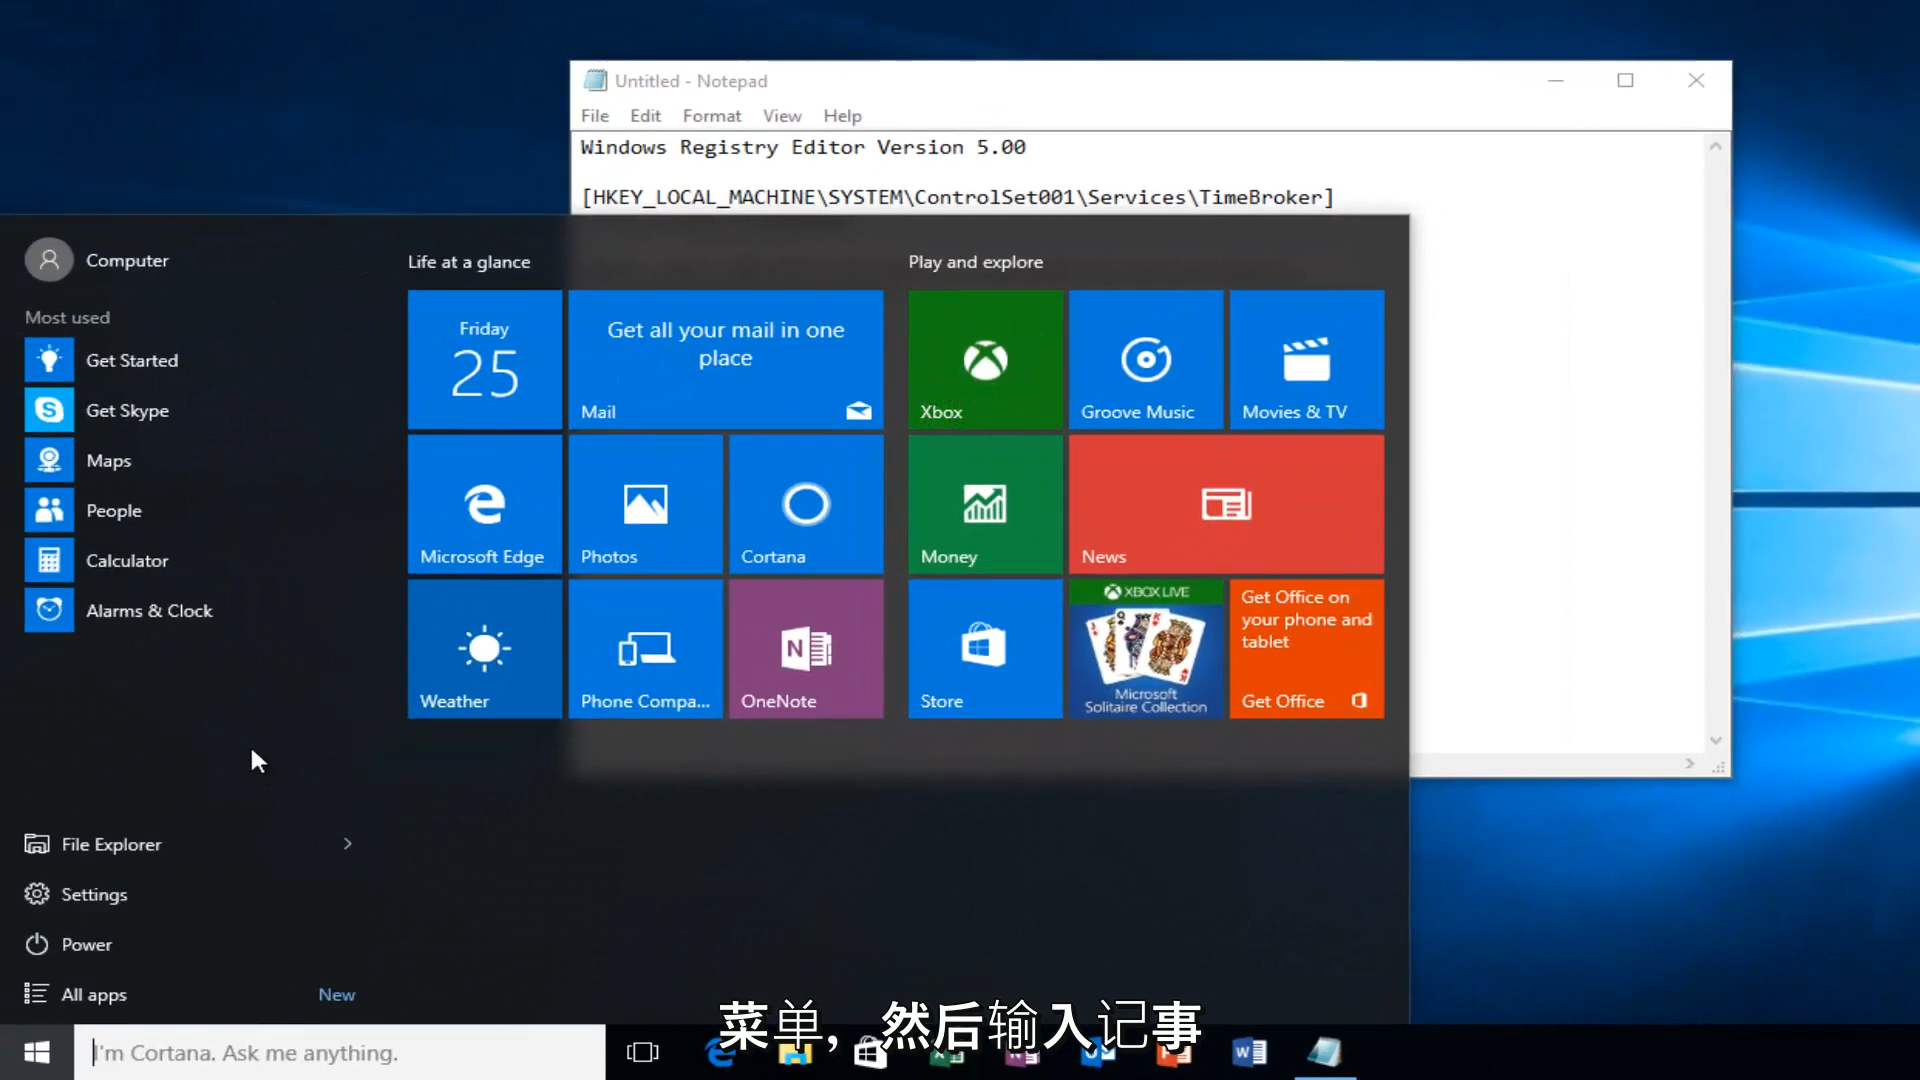 Untitled - Notepad
File Edit Format View Help
Windows Registry Editor Version 5.00
[HKEY_LOCAL_MACHINE\SYSTEM\ControlSet001\Services\TimeBroker]
Computer
Most used
Get Started
Get Skype
Maps
People
Calculator
Alarms & Clock
File Explorer
Settings
Power
All apps New
Life at a glance
Friday
25
Get all your mail in one
place
Mail
Microsoft Edge
Photos
Cortana
Weather
Phone Compa...
N
OneNote
Play and explore
Xbox
Groove Music
Movies & TV
Money
News
Store
XBOX LIVE
Microsoft
Solitaire Collection
Get Office on
your phone and
tablet
Get Office
菜单，然后输入记事
I'm Cortana. Ask me anything.